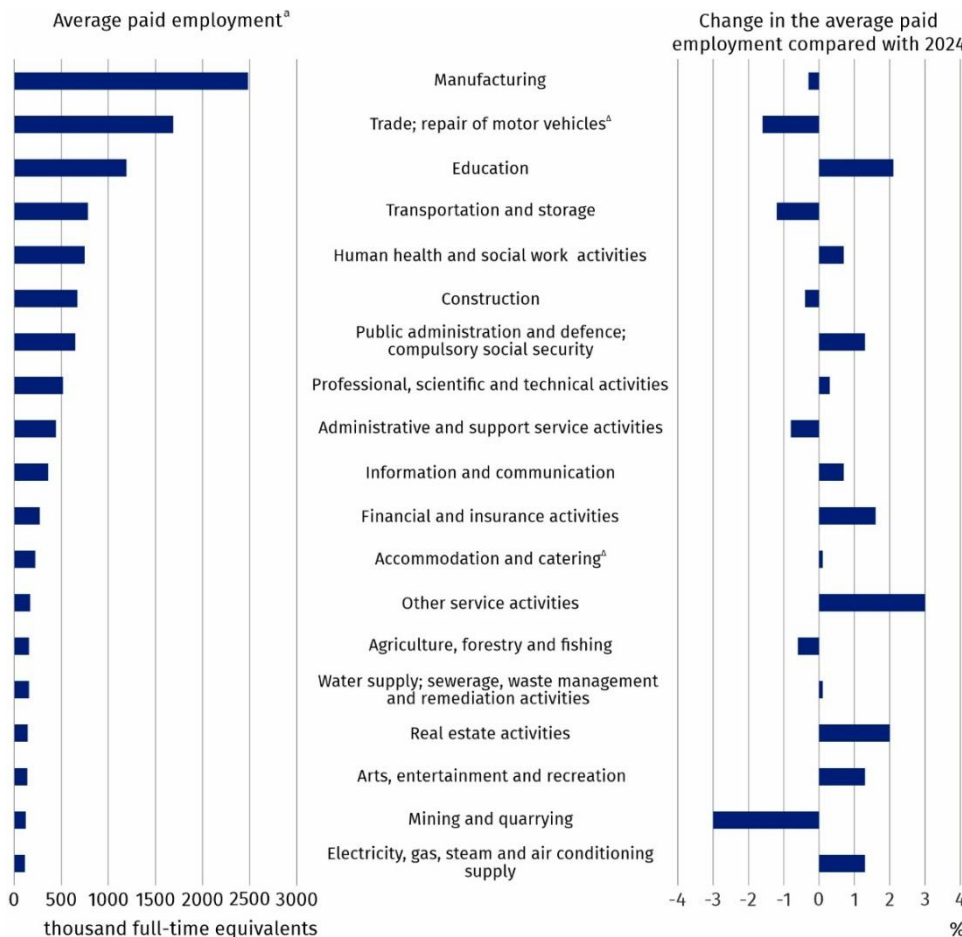 Average paid employmentᵃ
Change in the average paid
employment compared with 2024
Manufacturing
Trade; repair of motor vehiclesᐞ
Education
Transportation and storage
Human health and social work activities
Construction
Public administration and defence;
compulsory social security
Professional, scientific and technical activities
Administrative and support service activities
Information and communication
Financial and insurance activities
Accommodation and cateringᐞ
Other service activities
Agriculture, forestry and fishing
Water supply; sewerage, waste management
and remediation activities
Real estate activities
Arts, entertainment and recreation
Mining and quarrying
Electricity, gas, steam and air conditioning
supply
0 500 1000 1500 2000 2500 3000
thousand full-time equivalents
-4 -3 -2 -1 0 1 2 3 4
%